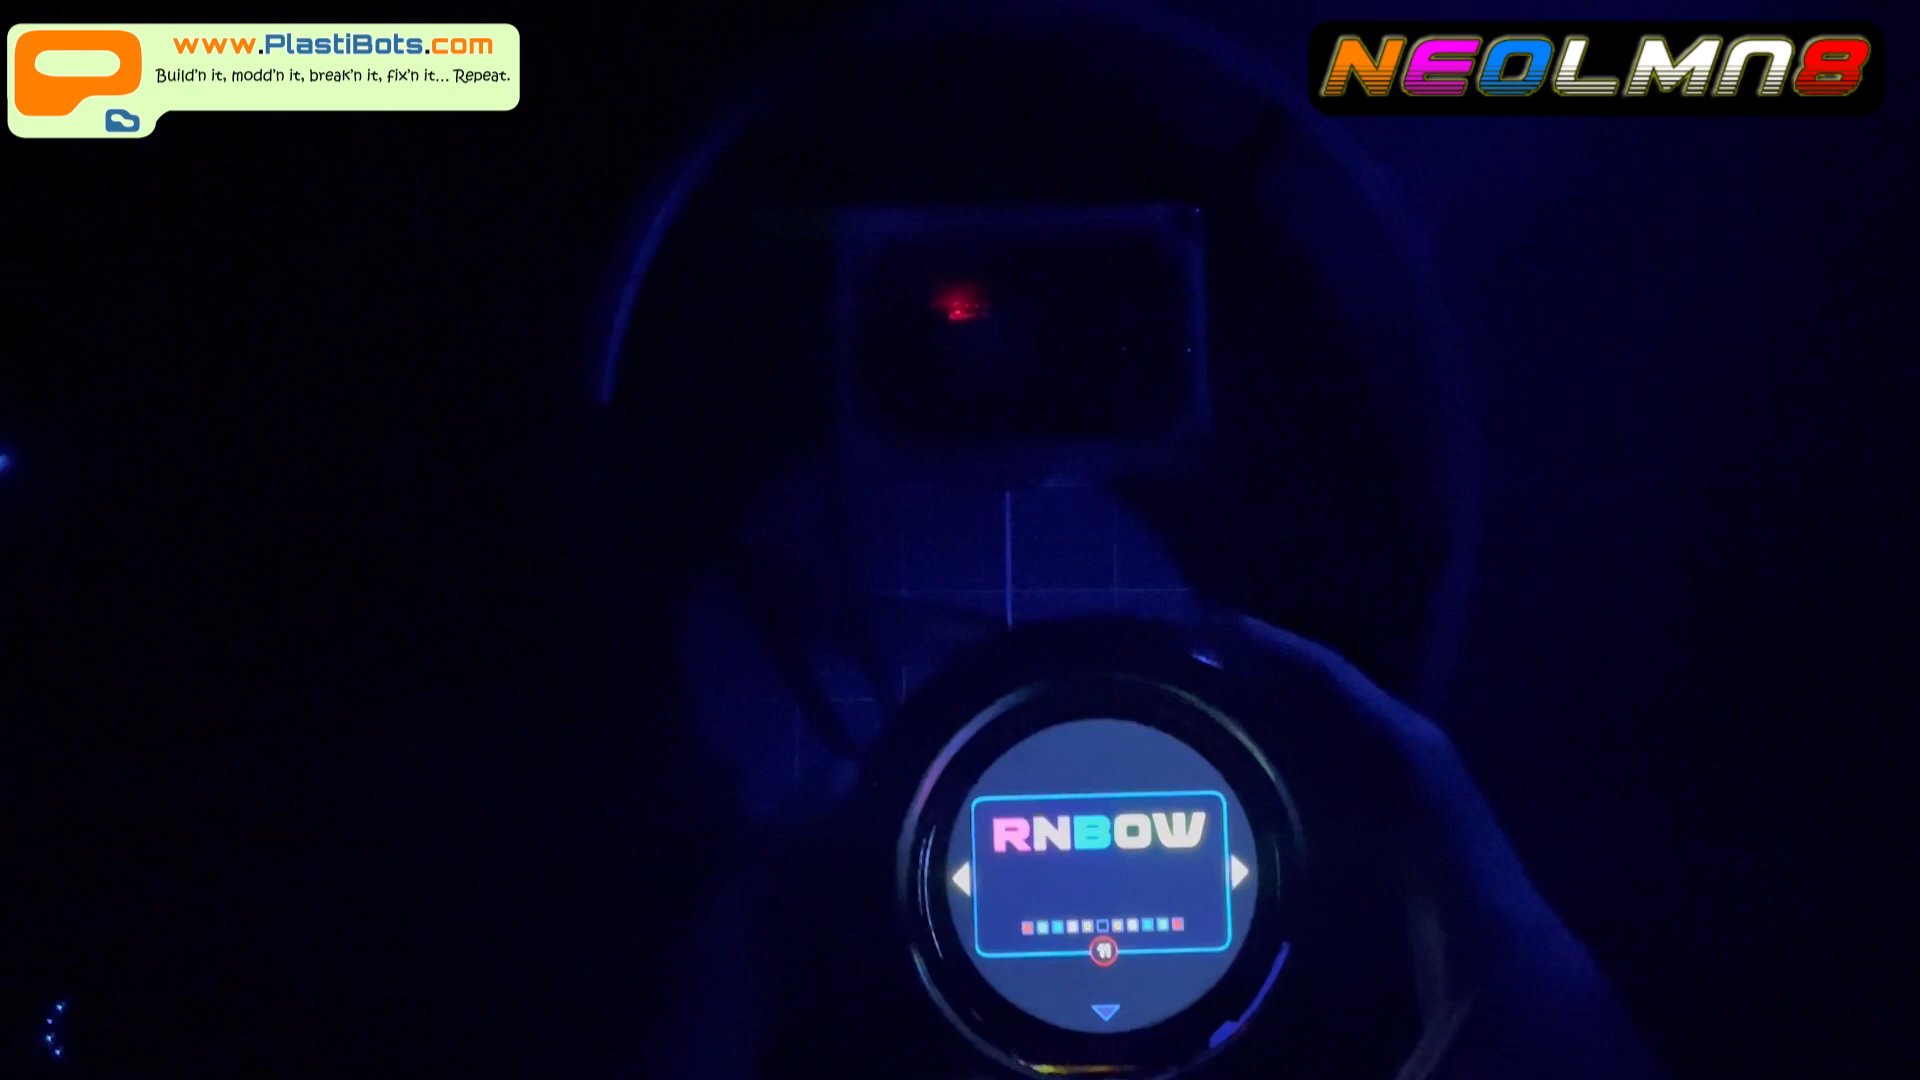 www.PlastiBots.com
Build'n it, modd'n it, break'n it, fix'n it... Repeat.
NEOLMN8
RNBOW
11